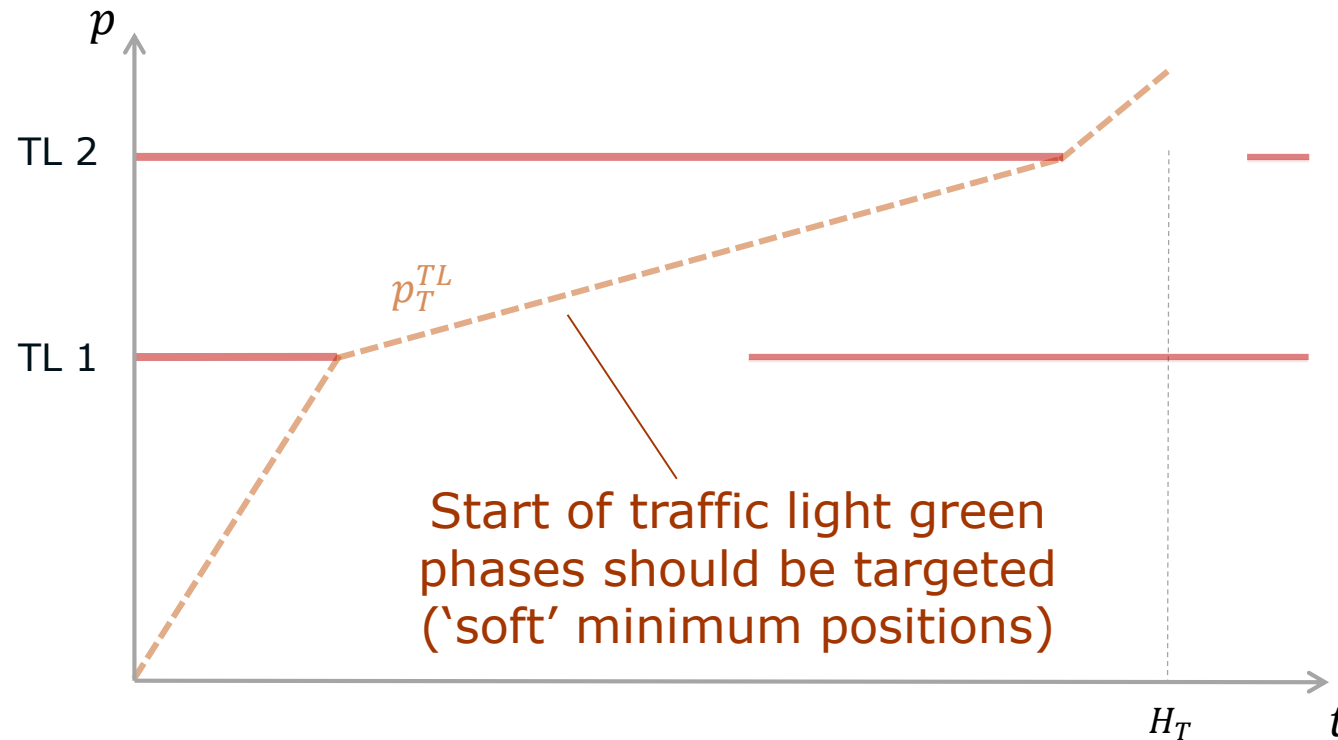 p
TL 2
p_T^{TL}
TL 1
Start of traffic light green
phases should be targeted
(‘soft’ minimum positions)
H_T
t